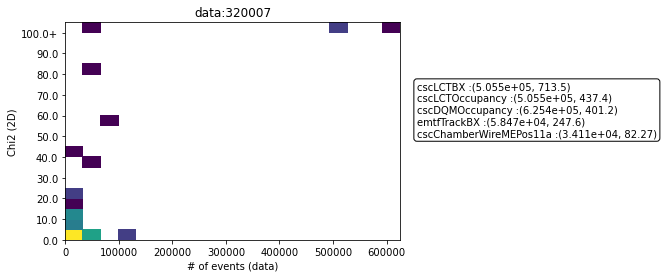 data:320007
100.0+
90.0
80.0
70.0
60.0
50.0
40.0
30.0
20.0
10.0
0.0
Chi2 (2D)
0 100000 200000 300000 400000 500000 600000
# of events (data)
cscLCTBX :(5.055e+05, 713.5)
cscLCTOccupancy :(5.055e+05, 437.4)
cscDQMOccupancy :(6.254e+05, 401.2)
emtfTrackBX :(5.847e+04, 247.6)
cscChamberWireMEPos11a :(3.411e+04, 82.27)